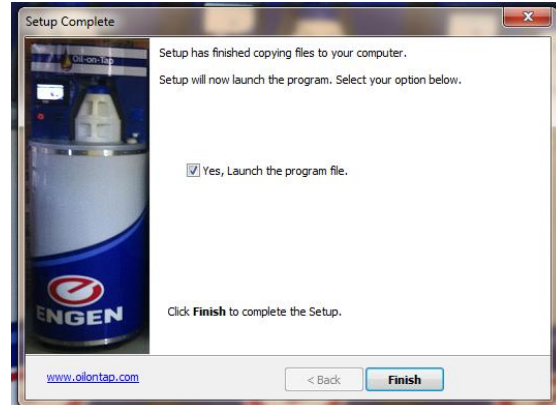 Setup Complete
Oil-on-Tap
Setup has finished copying files to your computer.
Setup will now launch the program. Select your option below.
Yes, Launch the program file.
ENGEN
Click Finish to complete the Setup.
www.oilontap.com
< Back
Finish